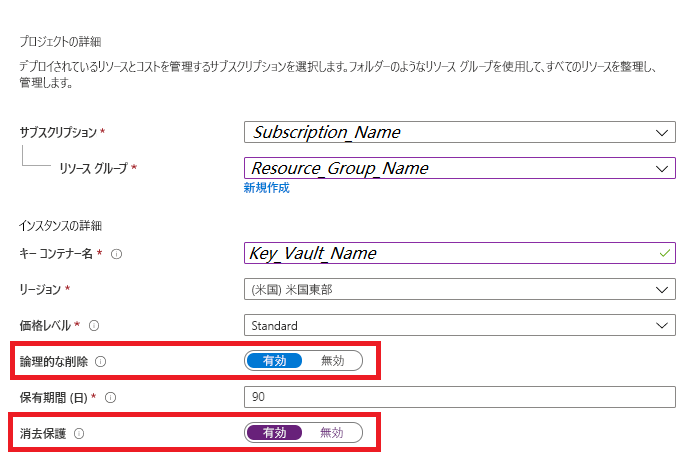 プロジェクトの詳細
デプロイされているリソースとコストを管理するサブスクリプションを選択します。フォルダーのようなリソース グループを使用して、すべてのリソースを整理し、
管理します。
サブスクリプション * Subscription_Name
リソース グループ * Resource_Group_Name
新規作成
インスタンスの詳細
キー コンテナー名 * Key_Vault_Name
リージョン * (米国) 米国東部
価格レベル * Standard
論理的な削除 有効 無効
保有期間 (日) * 90
消去保護 有効 無効